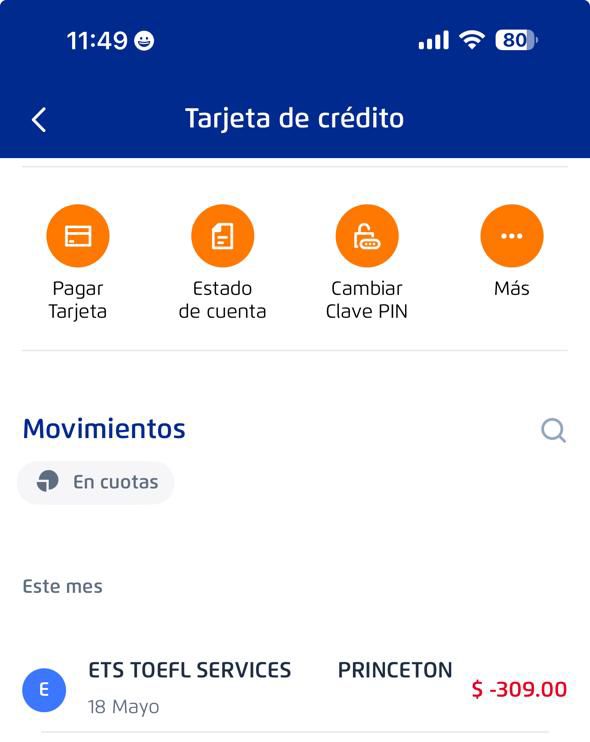 11:49
80
Tarjeta de crédito
Pagar
Tarjeta
Estado
de cuenta
Cambiar
Clave PIN
Más
Movimientos
En cuotas
Este mes
E
ETS TOEFL SERVICES PRINCETON
$ -309.00
18 Mayo